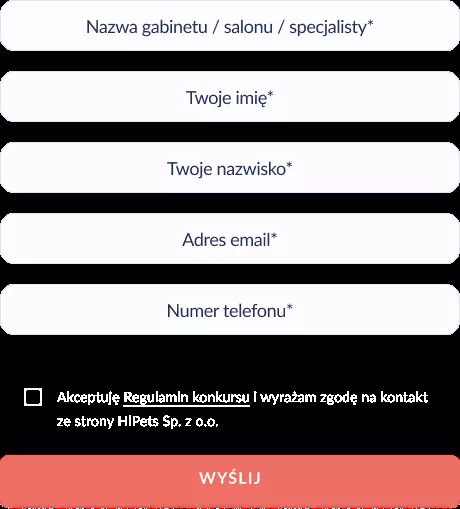 Nazwa gabinetu / salonu / specjalisty*
Twoje imię*
Twoje nazwisko*
Adres email*
Numer telefonu*
Akceptuję Regulamin konkursu i wyrażam zgodę na kontakt
ze strony HiPets Sp. z o.o.
WYŚLIJ